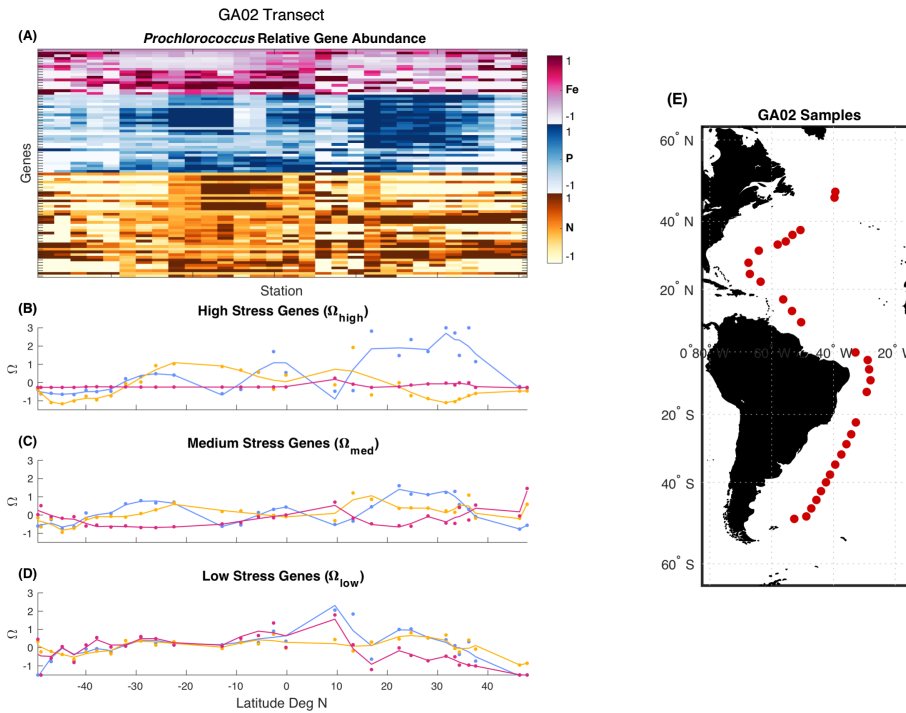 GA02 Transect
(A)
Prochlorococcus Relative Gene Abundance
Genes
Station
1
Fe
-1
1
P
-1
1
N
-1
(B)
High Stress Genes (Ωhigh)
Ω
3
2
1
0
-1
(C)
Medium Stress Genes (Ωmed)
Ω
3
2
1
0
-1
(D)
Low Stress Genes (Ωlow)
Ω
3
2
1
0
-1
-40 -30 -20 -10 0 10 20 30 40
Latitude Deg N
(E)
GA02 Samples
60° N
40° N
20° N
0° 80° W 60° W 40° W 20° W
20° S
40° S
60° S